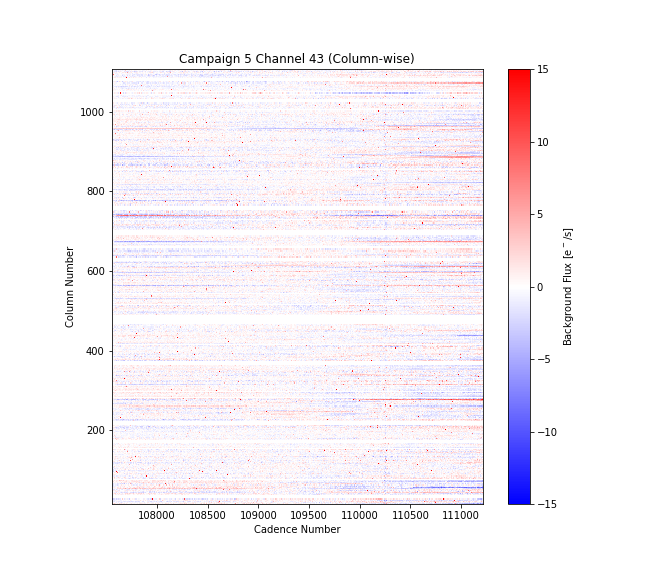 Campaign 5 Channel 43 (Column-wise)
1000
800
600
400
200
Column Number
108000 108500 109000 109500 110000 110500 111000
Cadence Number
15
10
5
0
−5
−10
−15
Background Flux [e⁻/s]